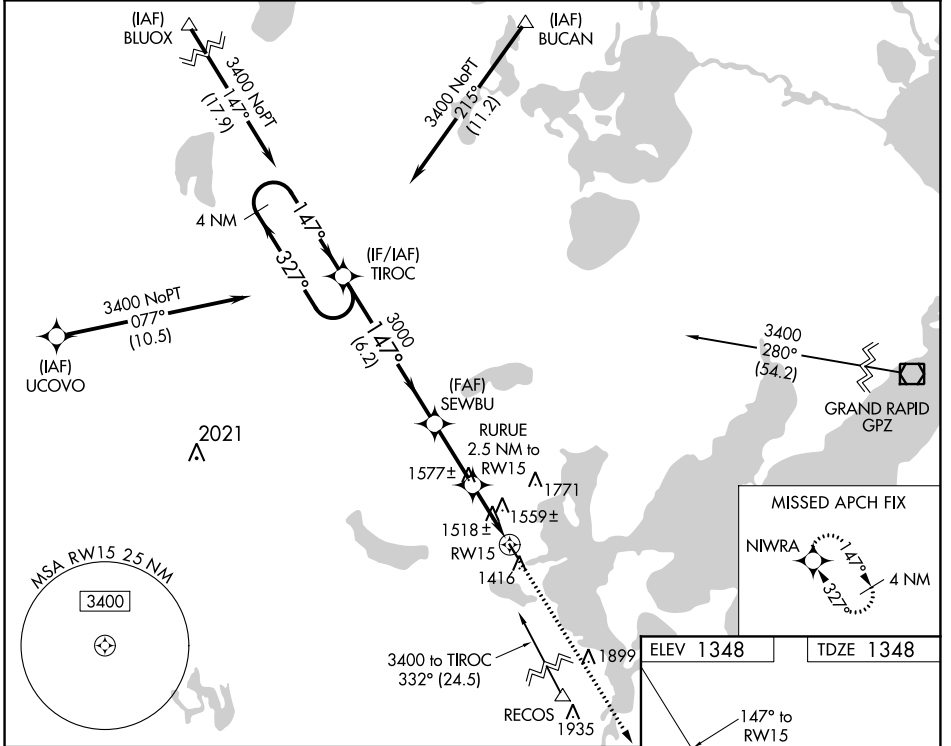 (IAF)
BLUOX
3400 NoPT
147°
(17.9)
(IAF)
BUCAN
3400 NoPT
215°
(11.2)
4 NM
147°
327°
(IF/IAF)
TIROC
3400 NoPT
077°
(10.5)
(IAF)
UCOVO
3000
147°
(6.2)
3400
280°
(54.2)
GRAND RAPID
GPZ
(FAF)
SEWBU
RURUE
2.5 NM to
RW15
2021
1577±
1771
1559±
1518±
RW15
1416
MISSED APCH FIX
NIWRA
147°
4 NM
327°
MSA RW15 25 NM
3400
3400 to TIROC
332° (24.5)
1899
RECOS
1935
ELEV 1348
TDZE 1348
147° to
RW15